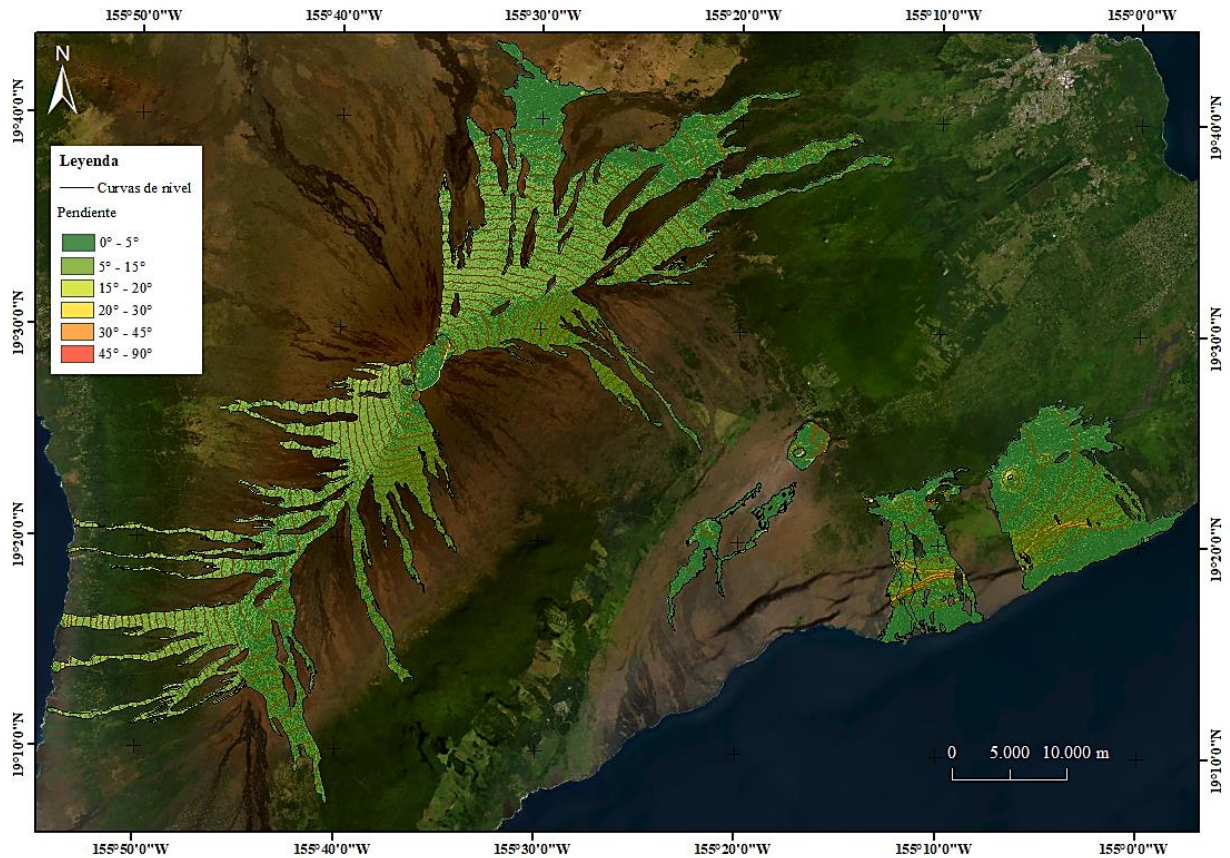 155°50'0"W 155°40'0"W 155°30'0"W 155°20'0"W 155°10'0"W 155°0'0"W
N
19°40'0"N
19°30'0"N
19°20'0"N
19°10'0"N
Leyenda
Curvas de nivel
Pendiente
0° - 5°
5° - 15°
15° - 20°
20° - 30°
30° - 45°
45° - 90°
19°40'0"N
19°30'0"N
19°20'0"N
19°10'0"N
0 5.000 10.000 m
155°50'0"W 155°40'0"W 155°30'0"W 155°20'0"W 155°10'0"W 155°0'0"W